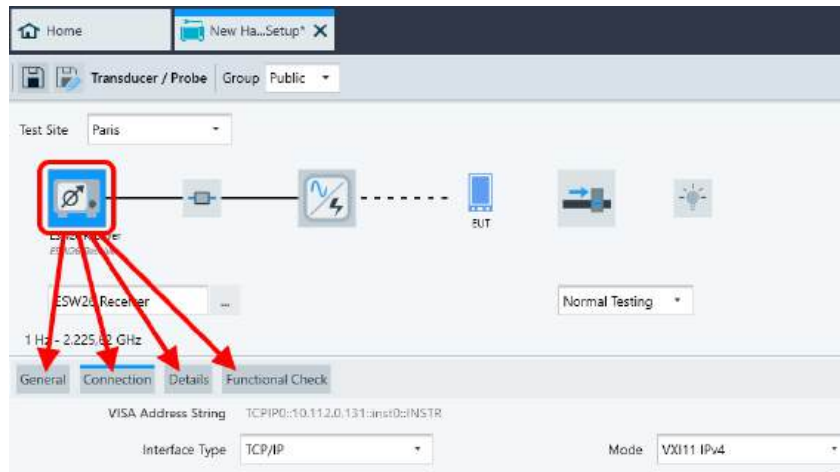 Home
New Ha...Setup*
Transducer / Probe Group Public
Test Site Paris
EUT
ESW26 Receiver ...
Normal Testing
1 Hz - 2.225,62 GHz
General Connection Details Functional Check
VISA Address String TCPIP0::10.112.0.131::inst0::INSTR
Interface Type TCP/IP
Mode VXI11 IPv4